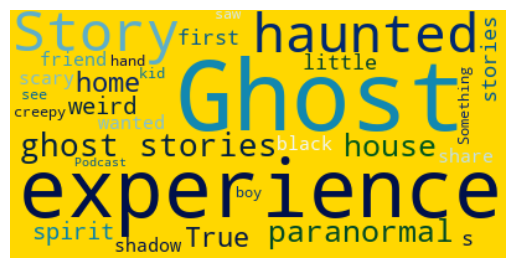 saw
Story first haunted stories
friend hand little
scary home kid Ghost
see
creepy weird Something
wanted
ghost stories black house share
Podcast
experience
boy
spirit shadow True paranormal s